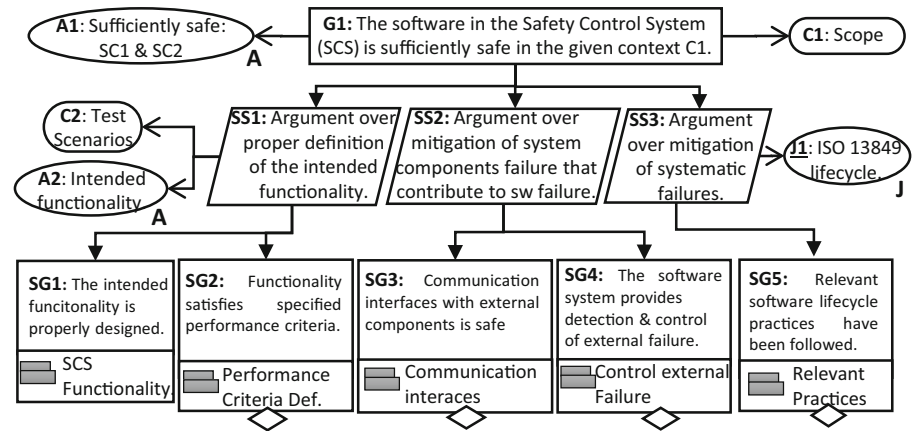 A1: Sufficiently safe:
SC1 & SC2
A
G1: The software in the Safety Control System
(SCS) is sufficiently safe in the given context C1.
C1: Scope
C2: Test
Scenarios
A2: Intended
functionality
A
SS1: Argument over
proper definition
of the intended
functionality.
SS2: Argument over
mitigation of system
components failure that
contribute to sw failure.
SS3: Argument
over mitigation
of systematic
failures.
J1: ISO 13849
lifecycle.
J
SG1: The intended
funcitonality is
properly designed.
SCS
Functionality.
SG2: Functionality
satisfies specified
performance criteria.
Performance
Criteria Def.
SG3: Communication
interfaces with external
components is safe
Communication
interaces
SG4: The software
system provides
detection & control
of external failure.
Control external
Failure
SG5: Relevant
software lifecycle
practices have
been followed.
Relevant
Practices